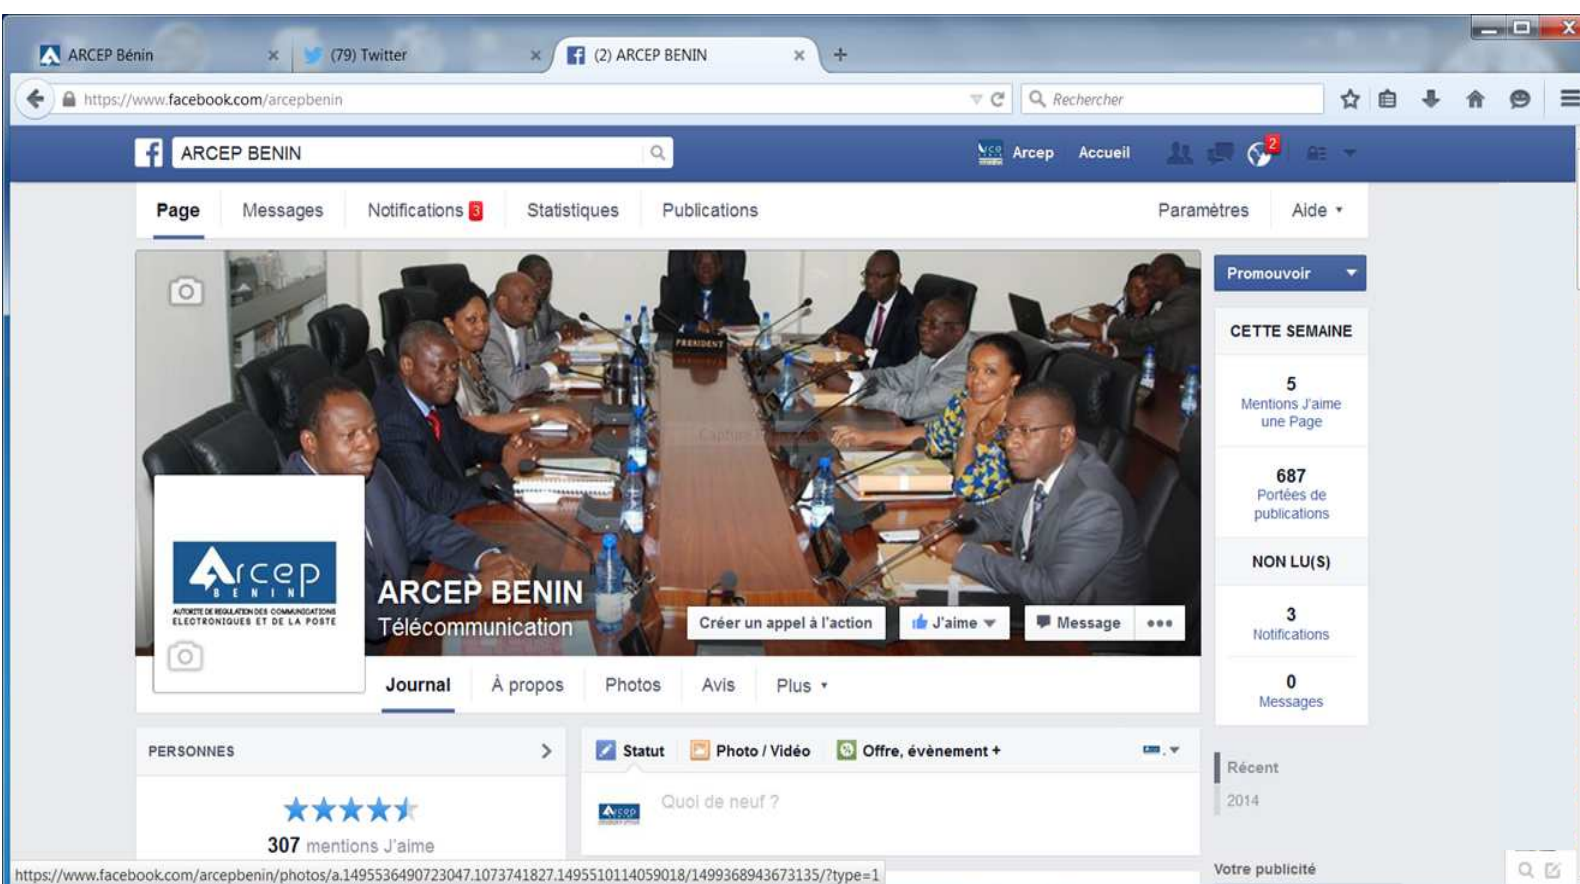 ARCEP Bénin
(79) Twitter
(2) ARCEP BENIN
https://www.facebook.com/arcepbenin
Rechercher
ARCEP BENIN
Arcep Accueil 2
Page Messages Notifications 3 Statistiques Publications Paramètres Aide
Promouvoir
CETTE SEMAINE
5
Mentions J'aime
une Page
687
Portées de
publications
NON LU(S)
3
Notifications
0
Messages
PRESIDENT
Arcep
BENIN
AUTORITE DE REGULATION DES COMMUNICATIONS
ELECTRONIQUES ET DE LA POSTE
ARCEP BENIN
Télécommunication
Créer un appel à l'action J'aime Message
Journal À propos Photos Avis Plus
PERSONNES
307 mentions J'aime
Statut Photo / Vidéo Offre, évènement +
Arcep
Quoi de neuf ?
Récent
2014
Votre publicité
https://www.facebook.com/arcepbenin/photos/a.1495536490723047.1073741827.1495510114059018/1499368943673135/?type=1